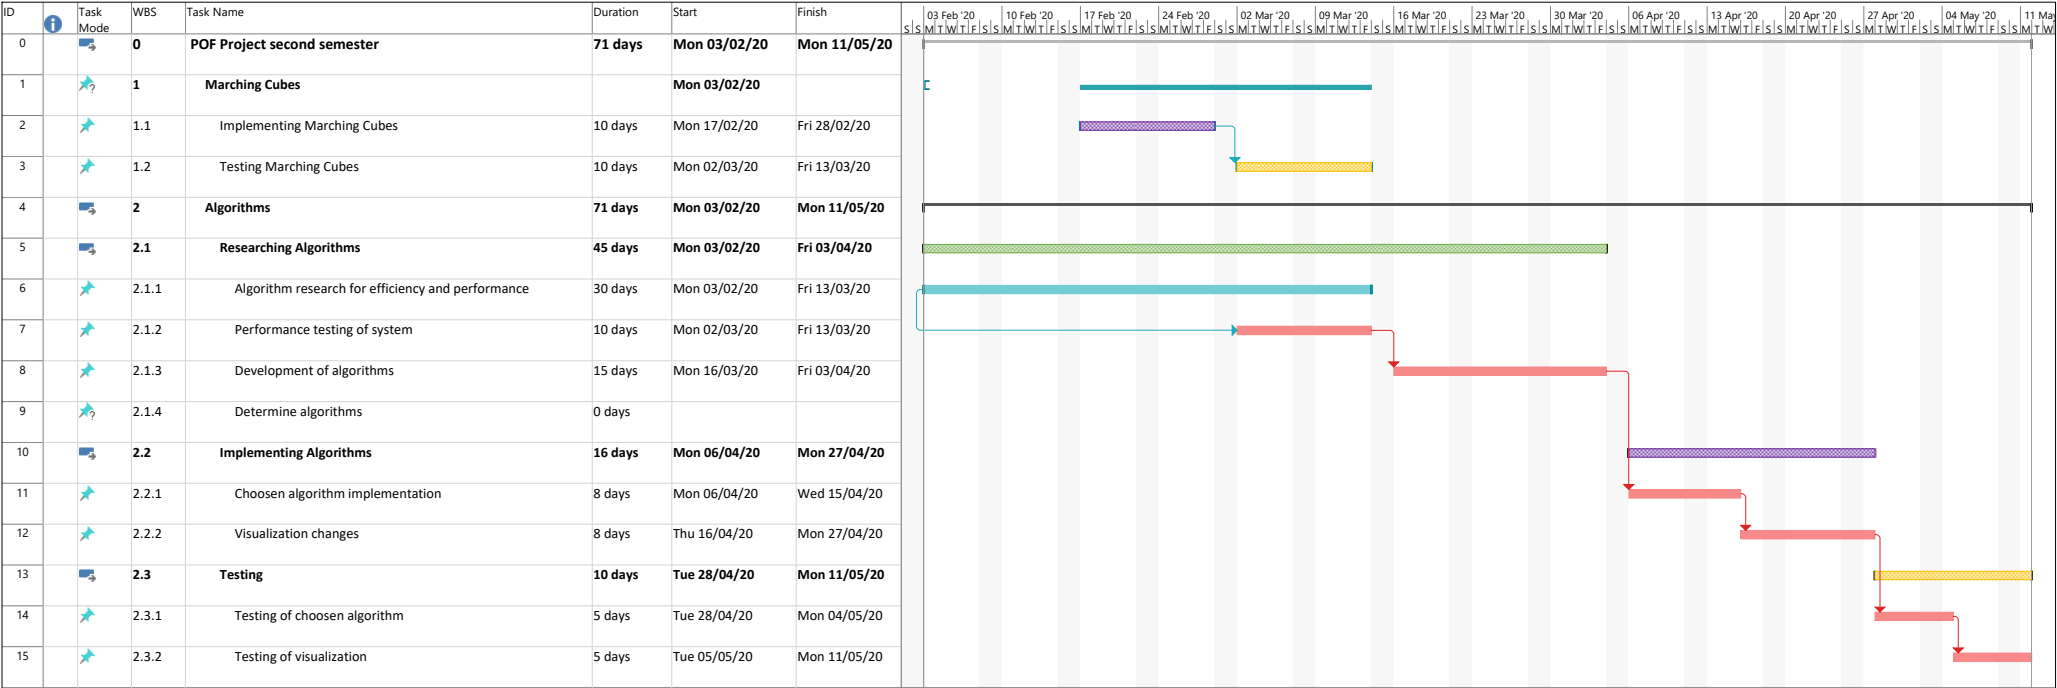 ID Task Mode WBS Task Name Duration Start Finish
03 Feb '20 10 Feb '20 17 Feb '20 24 Feb '20 02 Mar '20 09 Mar '20 16 Mar '20 23 Mar '20 30 Mar '20 06 Apr '20 13 Apr '20 20 Apr '20 27 Apr '20 04 May '20 11 May
S S M T W T F S S M T W T F S S M T W T F S S M T W T F S S M T W T F S S M T W T F S S M T W T F S S M T W T F S S M T W T F S S M T W T F S S M T W T F S S M T W T F S S M T W T F S S M T W T F S S M T W
0 0 POF Project second semester 71 days Mon 03/02/20 Mon 11/05/20
1 ? 1 Marching Cubes Mon 03/02/20
2 1.1 Implementing Marching Cubes 10 days Mon 17/02/20 Fri 28/02/20
3 1.2 Testing Marching Cubes 10 days Mon 02/03/20 Fri 13/03/20
4 2 Algorithms 71 days Mon 03/02/20 Mon 11/05/20
5 2.1 Researching Algorithms 45 days Mon 03/02/20 Fri 03/04/20
6 2.1.1 Algorithm research for efficiency and performance 30 days Mon 03/02/20 Fri 13/03/20
7 2.1.2 Performance testing of system 10 days Mon 02/03/20 Fri 13/03/20
8 2.1.3 Development of algorithms 15 days Mon 16/03/20 Fri 03/04/20
9 ? 2.1.4 Determine algorithms 0 days
10 2.2 Implementing Algorithms 16 days Mon 06/04/20 Mon 27/04/20
11 2.2.1 Choosen algorithm implementation 8 days Mon 06/04/20 Wed 15/04/20
12 2.2.2 Visualization changes 8 days Thu 16/04/20 Mon 27/04/20
13 2.3 Testing 10 days Tue 28/04/20 Mon 11/05/20
14 2.3.1 Testing of choosen algorithm 5 days Tue 28/04/20 Mon 04/05/20
15 2.3.2 Testing of visualization 5 days Tue 05/05/20 Mon 11/05/20